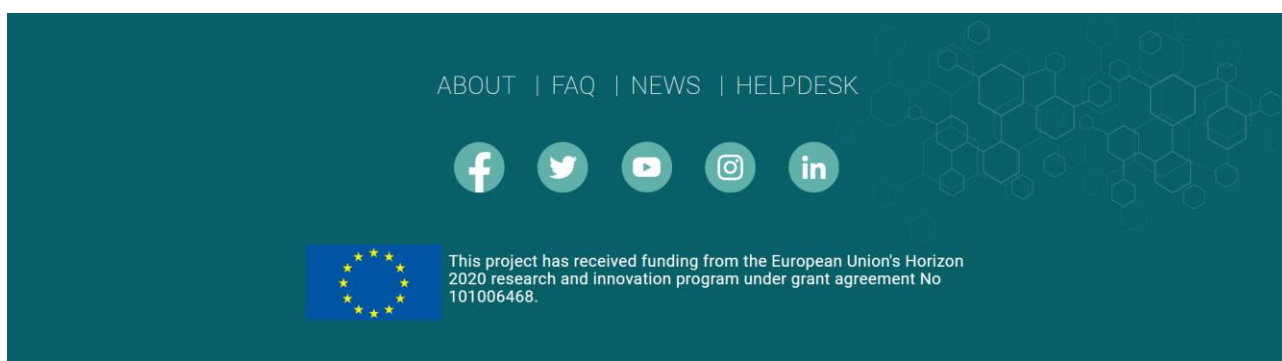 ABOUT | FAQ | NEWS | HELPDESK
f in
This project has received funding from the European Union's Horizon
2020 research and innovation program under grant agreement No
101006468.